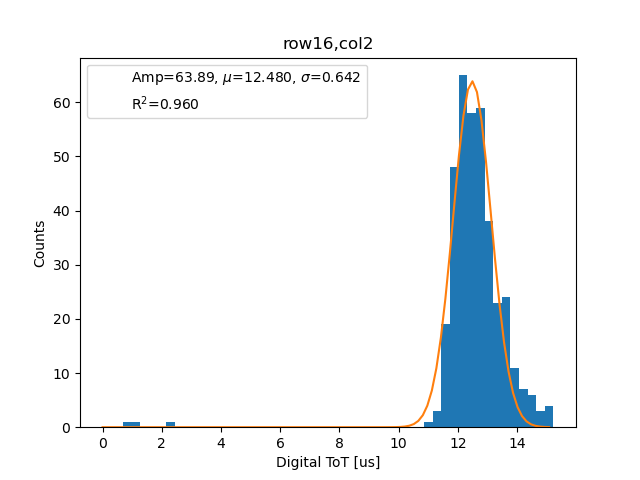 row16,col2
Amp=63.89, μ=12.480, σ=0.642
R²=0.960
Counts
60
50
40
30
20
10
0
0 2 4 6 8 10 12 14
Digital ToT [us]